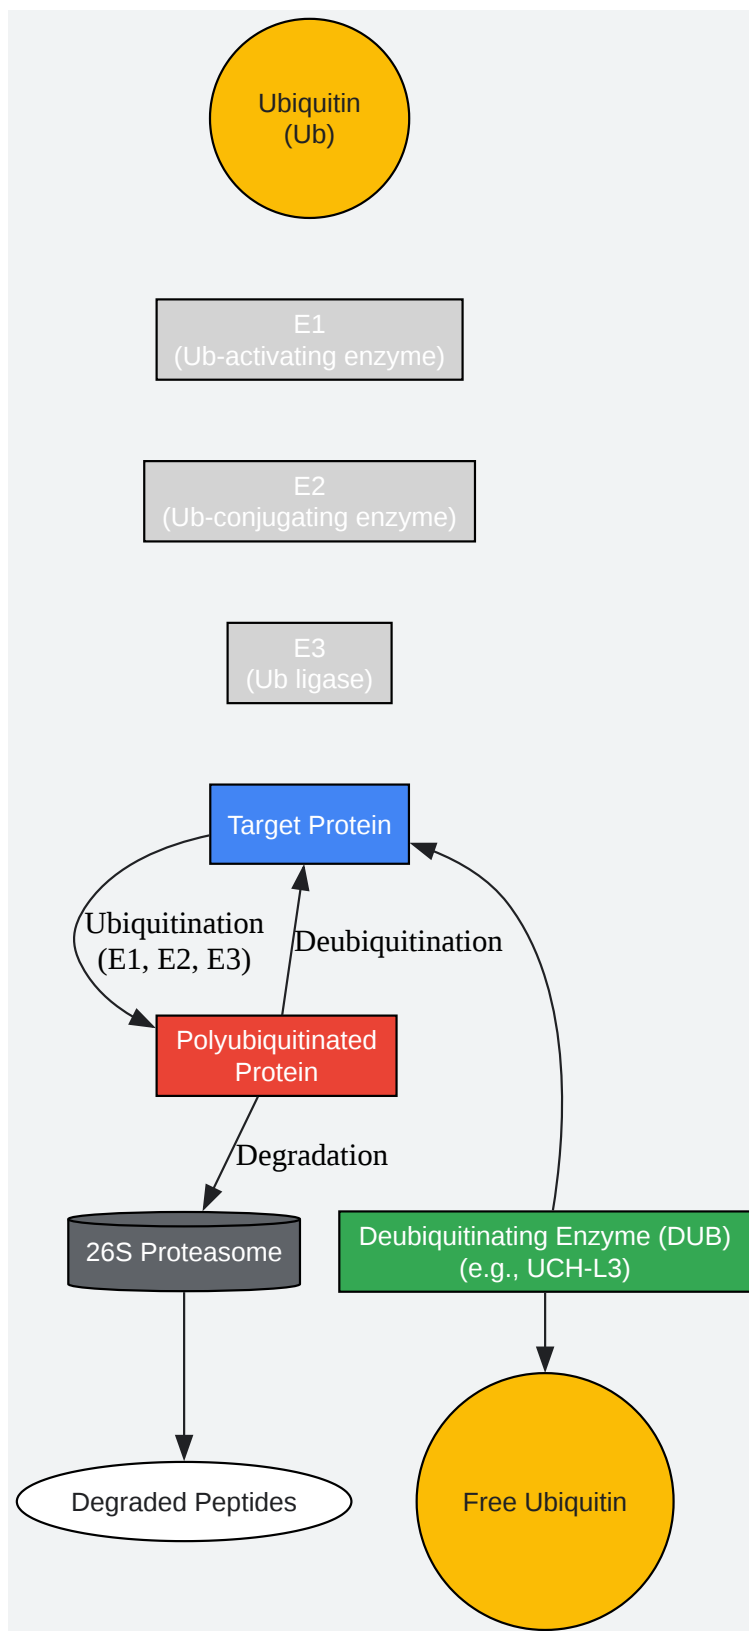 Ubiquitin
(Ub)
E1
(Ub-activating enzyme)
E2
(Ub-conjugating enzyme)
E3
(Ub ligase)
Target Protein
Ubiquitination
(E1, E2, E3)
Deubiquitination
Polyubiquitinated
Protein
Degradation
26S Proteasome
Deubiquitinating Enzyme (DUB)
(e.g., UCH-L3)
Degraded Peptides
Free Ubiquitin